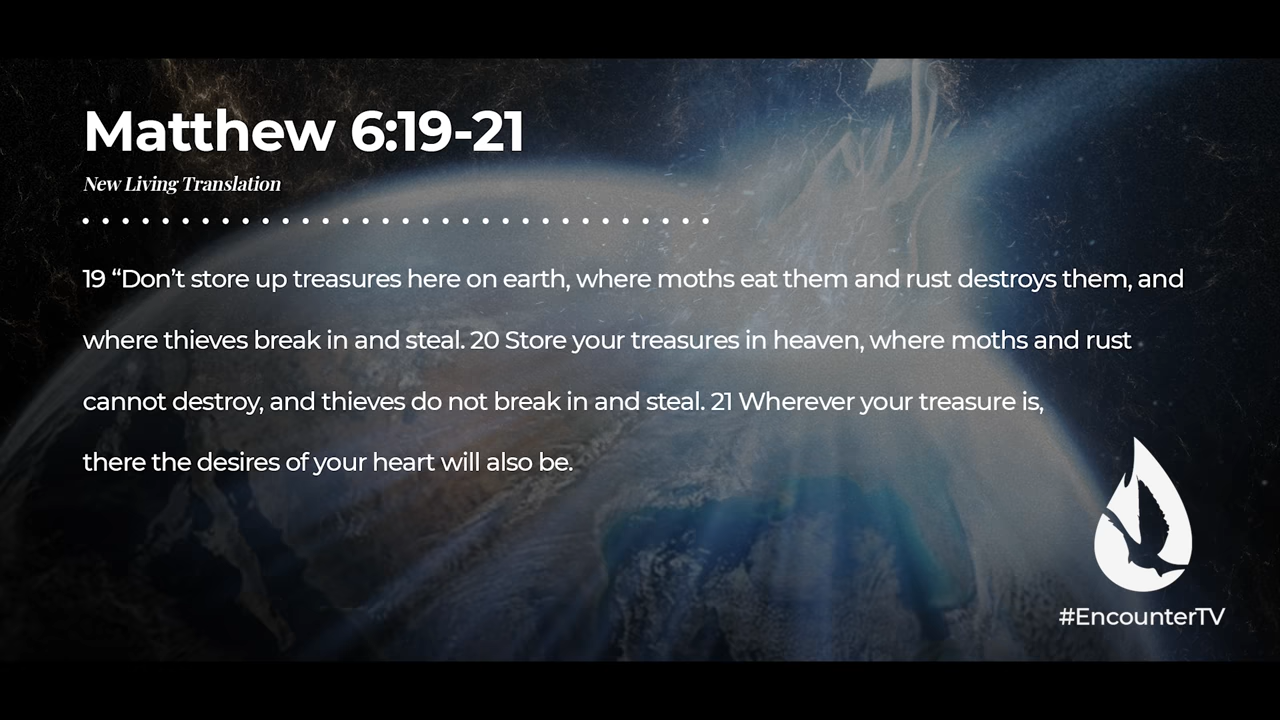 Matthew 6:19-21
New Living Translation
19 “Don’t store up treasures here on earth, where moths eat them and rust destroys them, and
where thieves break in and steal. 20 Store your treasures in heaven, where moths and rust
cannot destroy, and thieves do not break in and steal. 21 Wherever your treasure is,
there the desires of your heart will also be.
#EncounterTV